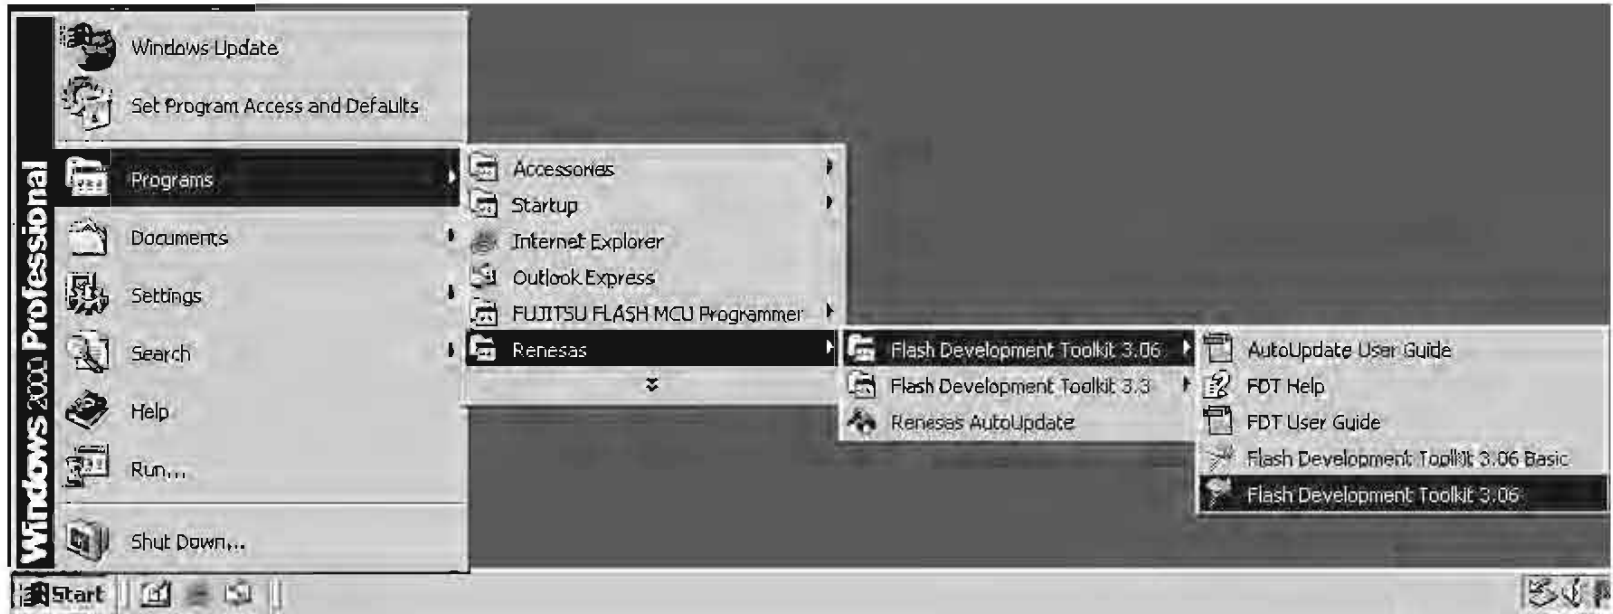 Windows 2000 Professional
Windows Update
Set Program Access and Defaults
Programs
Documents
Settings
Search
Help
Run...
Shut Down...
Accessories
Startup
Internet Explorer
Outlook Express
FUJITSU FLASH MCU Programmer
Renesas
Flash Development Toolkit 3.06
Flash Development Toolkit 3.3
Renesas AutoUpdate
AutoUpdate User Guide
FDT Help
FDT User Guide
Flash Development Toolkit 3.06 Basic
Flash Development Toolkit 3.06
Start